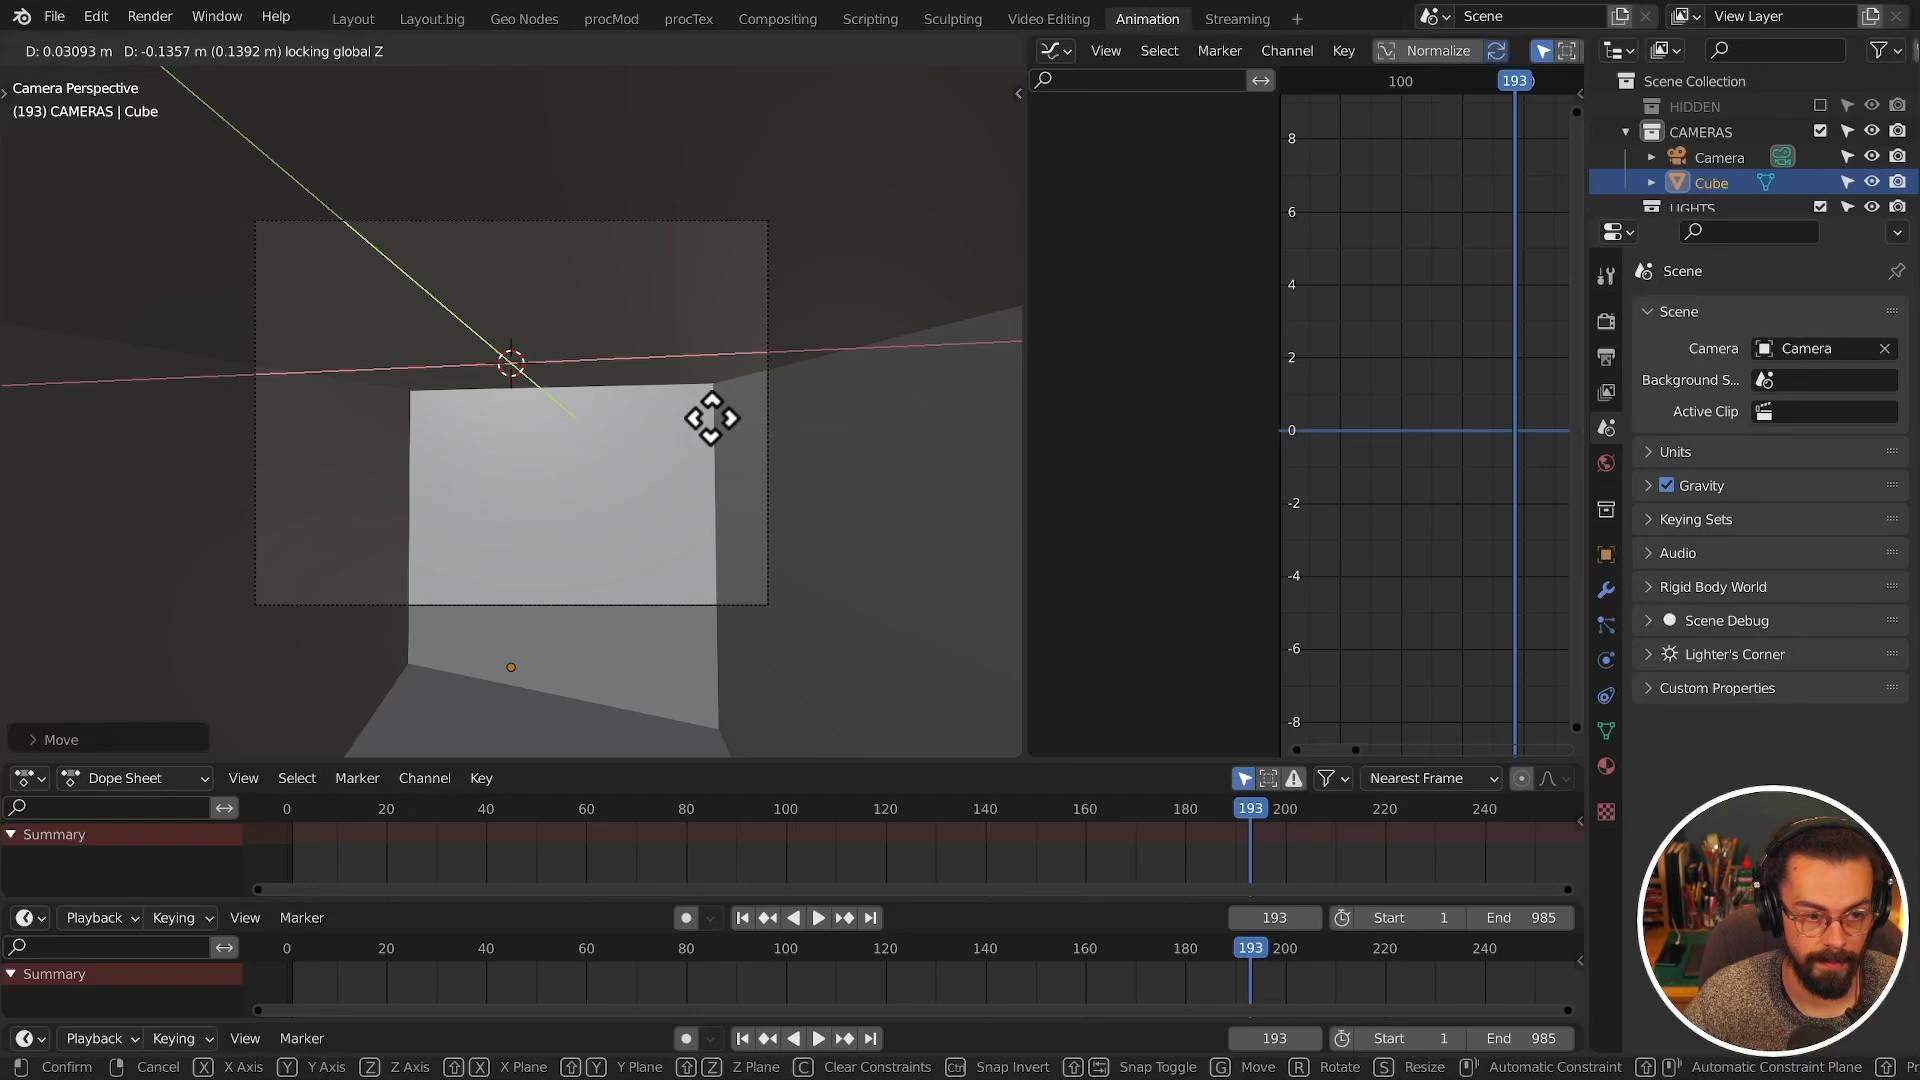 File Edit Render Window Help Layout Layout.big Geo Nodes procMod procTex Compositing Scripting Sculpting Video Editing Animation Streaming + Scene View Layer
D: 0.03093 m D: -0.1357 m (0.1392 m) locking global Z
View Select Marker Channel Key Normalize
Camera Perspective
(193) CAMERAS | Cube
100 193
8
6
4
2
0
-2
-4
-6
-8
Scene Collection
HIDDEN
CAMERAS
Camera
Cube
LIGHTS
Scene
Scene
Camera Camera
Background S...
Active Clip
Units
Gravity
Keying Sets
Audio
Rigid Body World
Scene Debug
Lighter's Corner
Custom Properties
Move
Dope Sheet View Select Marker Channel Key Nearest Frame
0 20 40 60 80 100 120 140 160 180 193 200 220 240
Summary
Playback Keying View Marker 193 Start 1 End 985
0 20 40 60 80 100 120 140 160 180 193 200 220 240
Summary
Playback Keying View Marker 193 Start 1 End 985
Confirm Cancel X X Axis Y Y Axis Z Z Axis X X Plane Y Y Plane Z Z Plane C Clear Constraints Ctrl Snap Invert Snap Toggle G Move R Rotate S Resize Automatic Constraint Automatic Constraint Plane